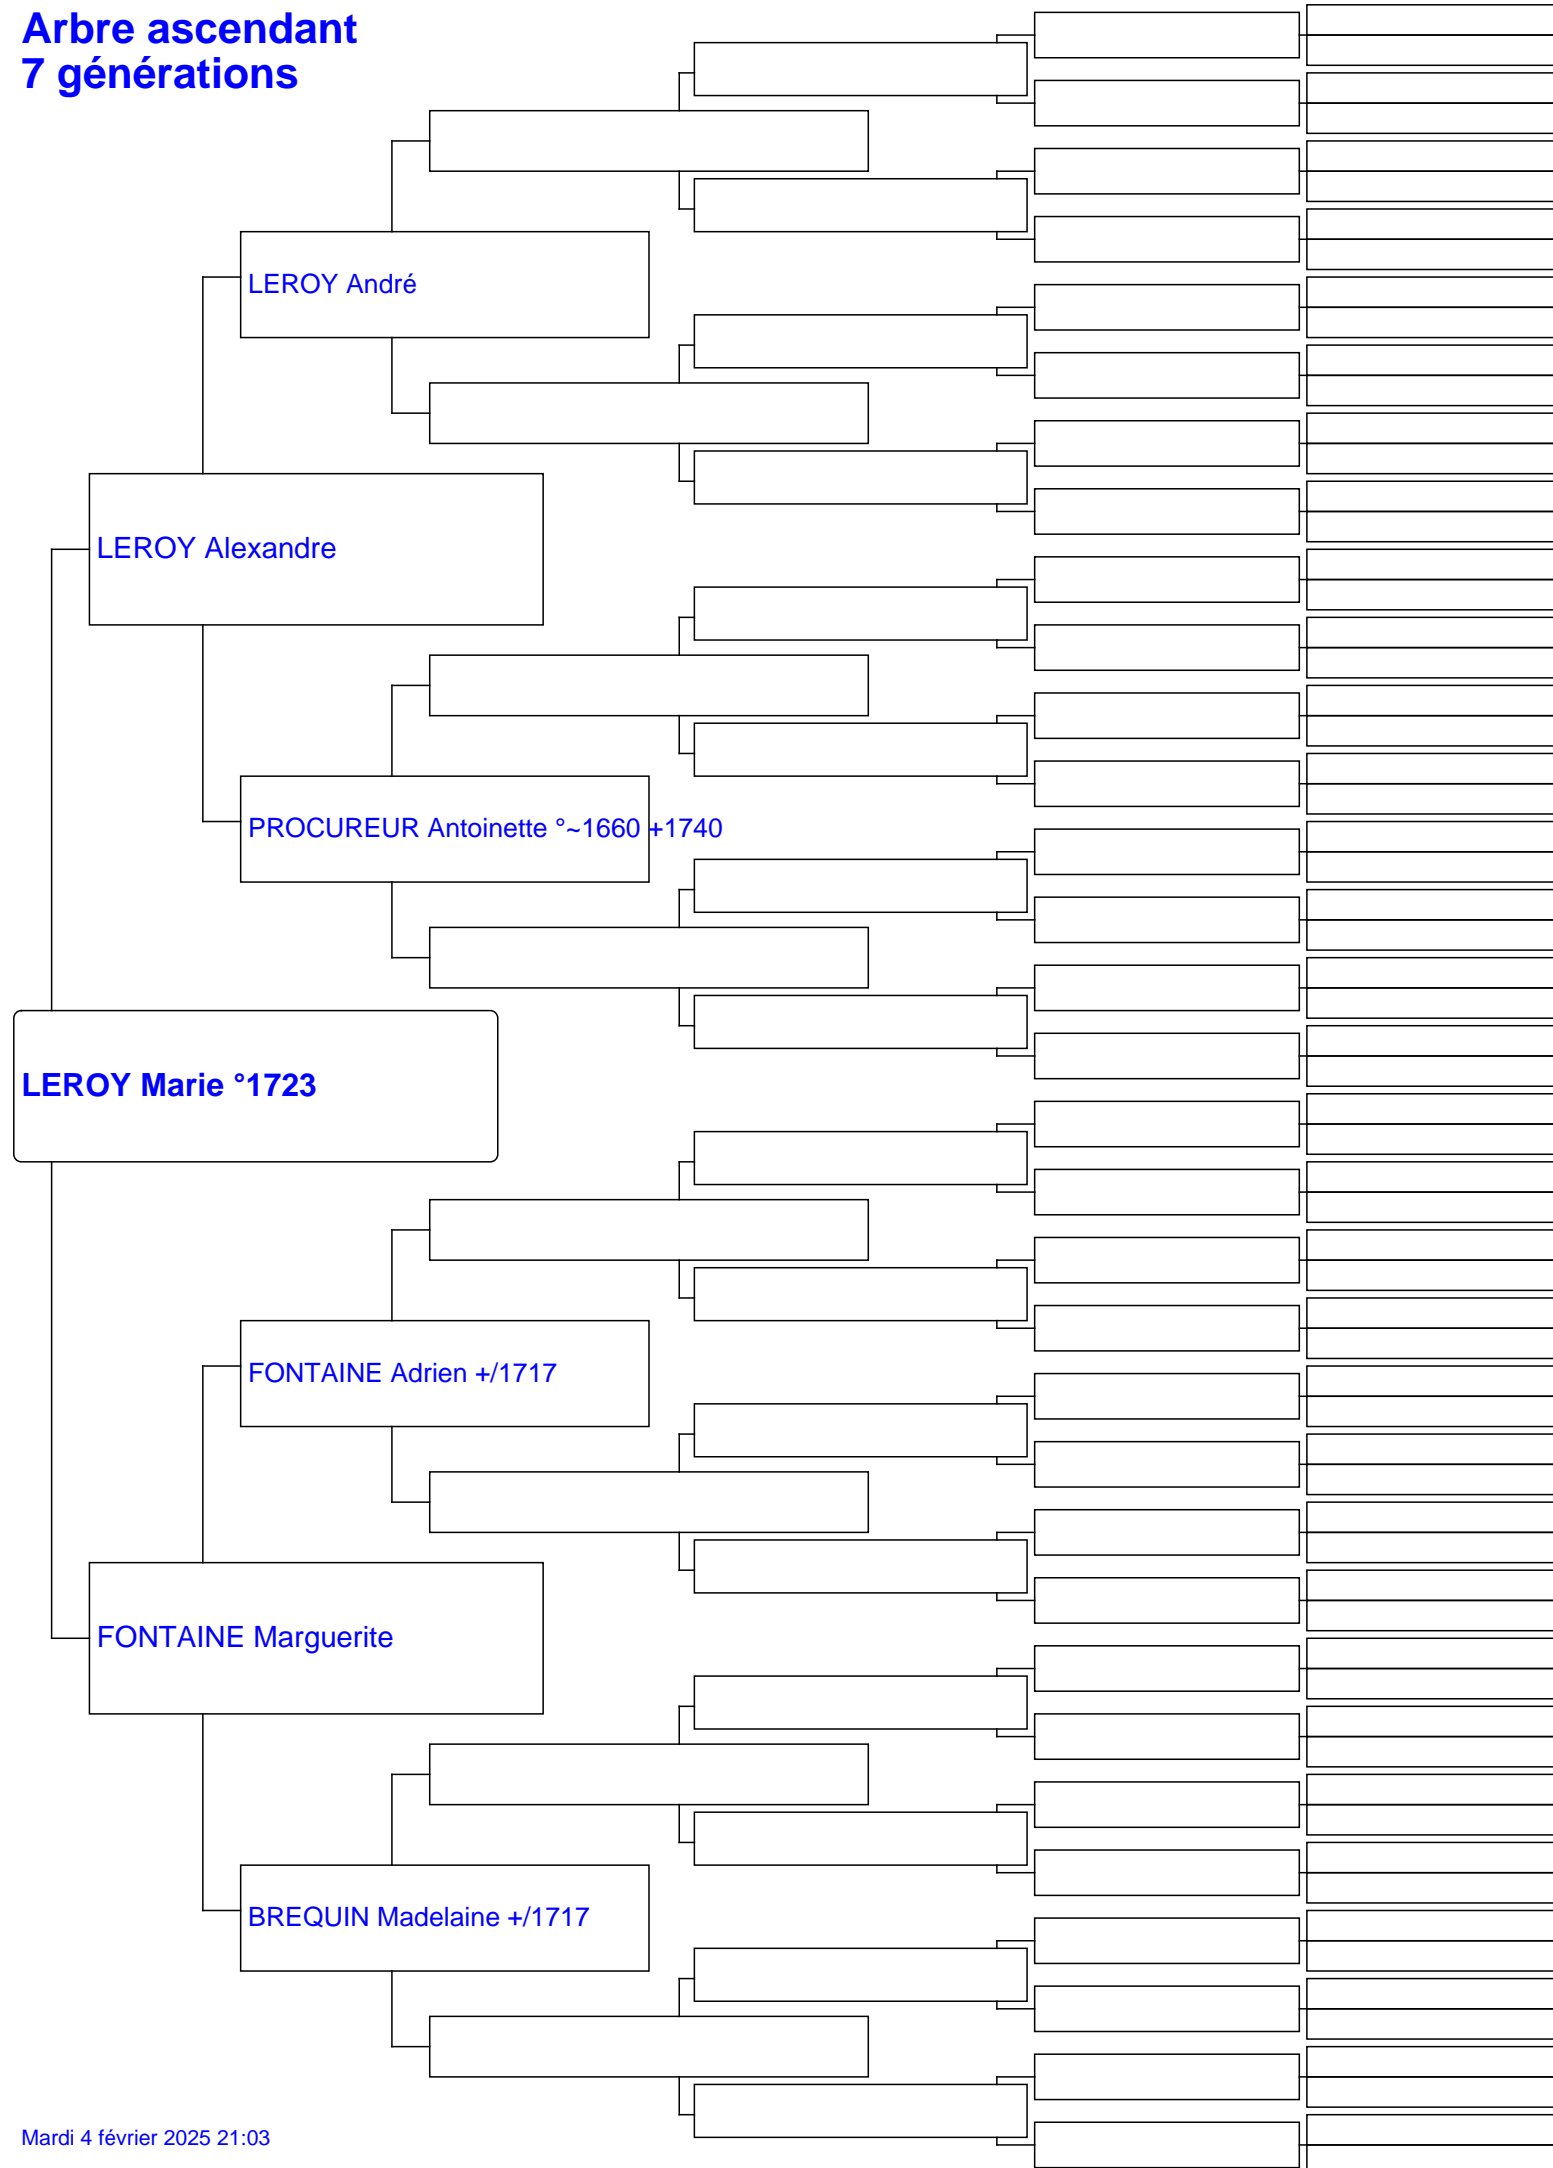 Arbre ascendant
7 générations
LEROY André
LEROY Alexandre
PROCUREUR Antoinette °~1660 +1740
LEROY Marie °1723
FONTAINE Adrien +/1717
FONTAINE Marguerite
BREQUIN Madelaine +/1717
Mardi 4 février 2025 21:03